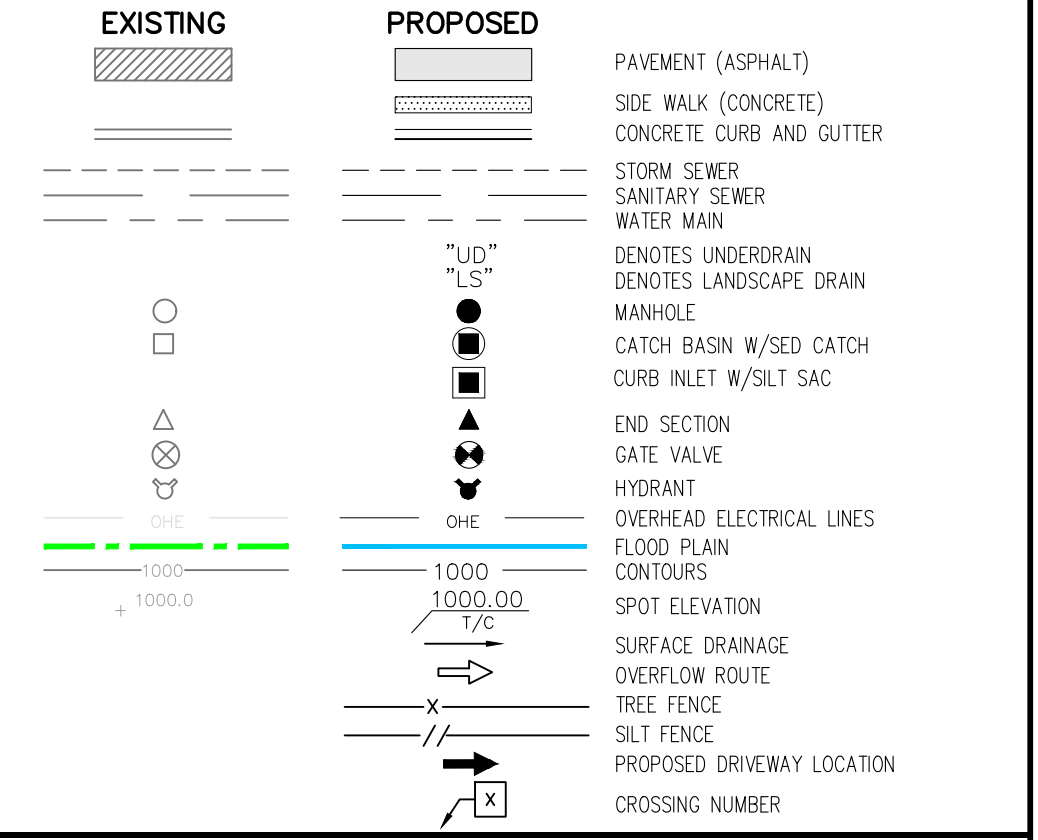 EXISTING PROPOSED
PAVEMENT (ASPHALT)
SIDE WALK (CONCRETE)
CONCRETE CURB AND GUTTER
STORM SEWER
SANITARY SEWER
WATER MAIN
"UD" DENOTES UNDERDRAIN
"LS" DENOTES LANDSCAPE DRAIN
MANHOLE
CATCH BASIN W/SED CATCH
CURB INLET W/SILT SAC
END SECTION
GATE VALVE
HYDRANT
OHE OHE OVERHEAD ELECTRICAL LINES
FLOOD PLAIN
1000 1000 CONTOURS
+ 1000.0 1000.00 SPOT ELEVATION
T/C
SURFACE DRAINAGE
OVERFLOW ROUTE
X TREE FENCE
// SILT FENCE
PROPOSED DRIVEWAY LOCATION
X CROSSING NUMBER